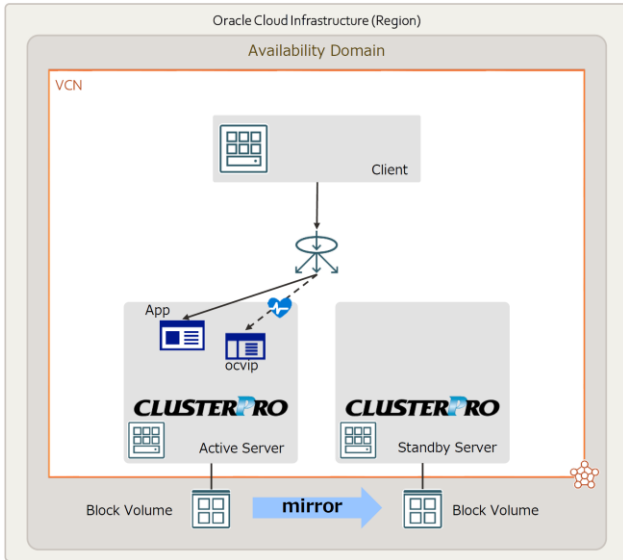 Oracle Cloud Infrastructure (Region)
Availability Domain
VCN
Client
App
ocvip
CLUSTERPRO
Active Server
CLUSTERPRO
Standby Server
Block Volume
mirror
Block Volume